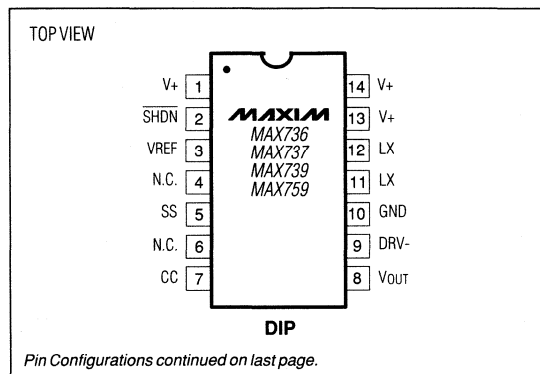 TOP VIEW
V+ 1
SHDN 2
VREF 3
N.C. 4
SS 5
N.C. 6
CC 7
MAXIM
MAX736
MAX737
MAX739
MAX759
14 V+
13 V+
12 LX
11 LX
10 GND
9 DRV-
8 VOUT
DIP
Pin Configurations continued on last page.